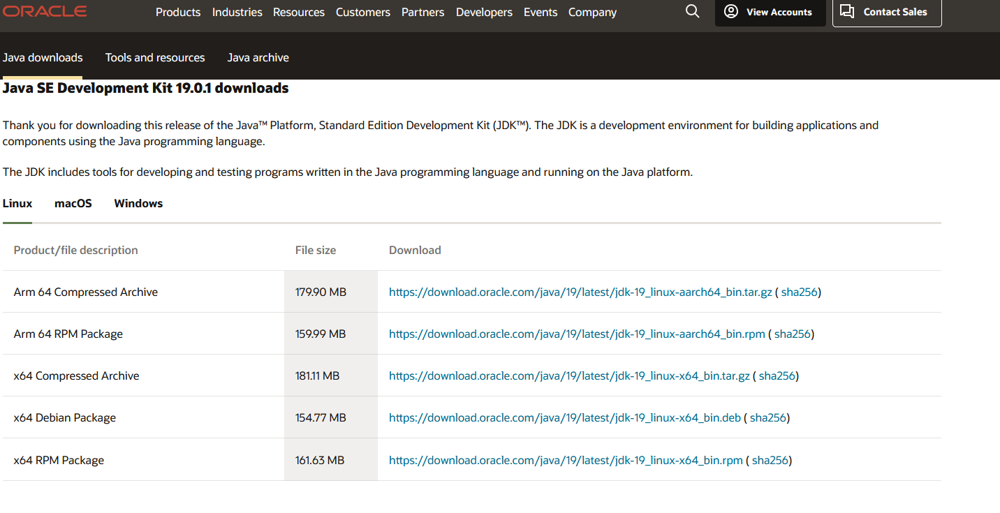 ORACLE Products Industries Resources Customers Partners Developers Events Company View Accounts Contact Sales
Java downloads Tools and resources Java archive
Java SE Development Kit 19.0.1 downloads
Thank you for downloading this release of the Java™ Platform, Standard Edition Development Kit (JDK™). The JDK is a development environment for building applications and
components using the Java programming language.
The JDK includes tools for developing and testing programs written in the Java programming language and running on the Java platform.
Linux macOS Windows
Product/file description File size Download
Arm 64 Compressed Archive 179.90 MB https://download.oracle.com/java/19/latest/jdk-19_linux-aarch64_bin.tar.gz ( sha256)
Arm 64 RPM Package 159.99 MB https://download.oracle.com/java/19/latest/jdk-19_linux-aarch64_bin.rpm ( sha256)
x64 Compressed Archive 181.11 MB https://download.oracle.com/java/19/latest/jdk-19_linux-x64_bin.tar.gz ( sha256)
x64 Debian Package 154.77 MB https://download.oracle.com/java/19/latest/jdk-19_linux-x64_bin.deb ( sha256)
x64 RPM Package 161.63 MB https://download.oracle.com/java/19/latest/jdk-19_linux-x64_bin.rpm ( sha256)